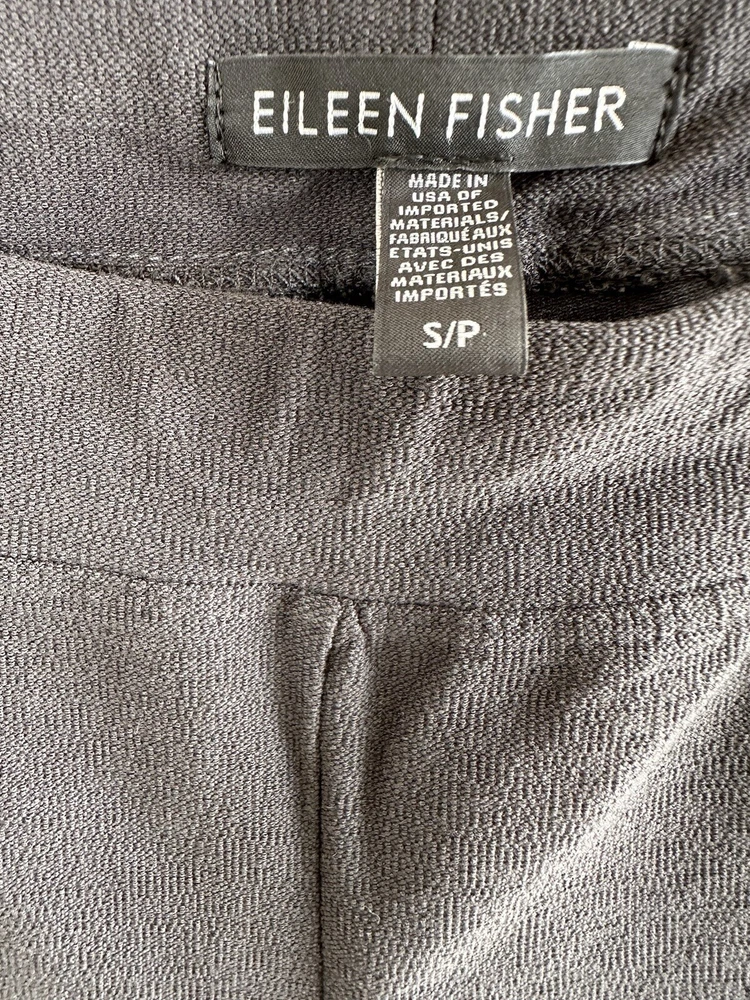 EILEEN FISHER
MADE IN
USA OF
IMPORTED
MATERIALS/
FABRIQUÉ AUX
ETATS-UNIS
AVEC DES
MATERIAUX
IMPORTÉS
S/P